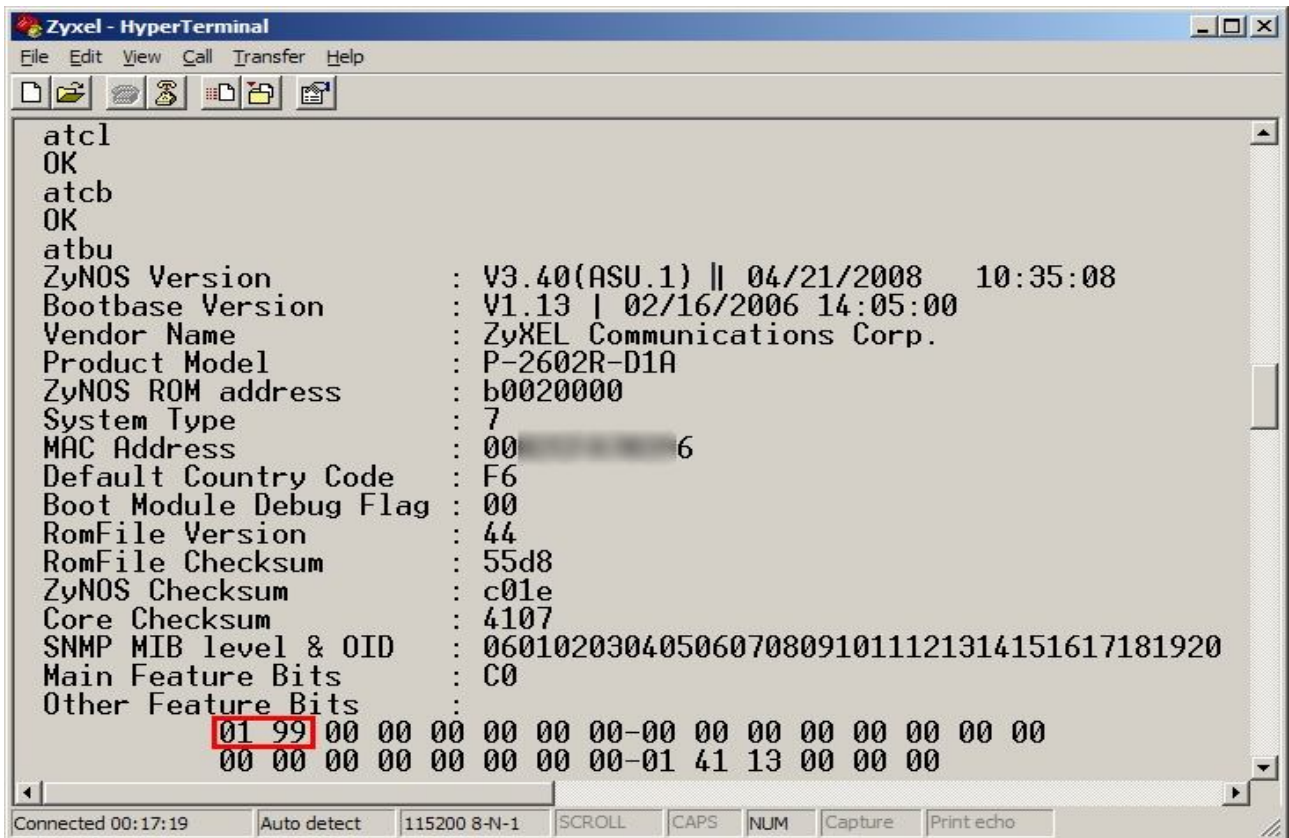 Zyxel - HyperTerminal
File Edit View Call Transfer Help
atcl
OK
atcb
OK
atbu
ZyNOS Version : V3.40(ASU.1) || 04/21/2008 10:35:08
Bootbase Version : V1.13 | 02/16/2006 14:05:00
Vendor Name : ZyXEL Communications Corp.
Product Model : P-2602R-D1A
ZyNOS ROM address : b0020000
System Type : 7
MAC Address : 00 6
Default Country Code : F6
Boot Module Debug Flag : 00
RomFile Version : 44
RomFile Checksum : 55d8
ZyNOS Checksum : c01e
Core Checksum : 4107
SNMP MIB level & OID : 060102030405060708091011121314151617181920
Main Feature Bits : C0
Other Feature Bits :
01 99 00 00 00 00 00 00-00 00 00 00 00 00 00 00
00 00 00 00 00 00 00 00-01 41 13 00 00 00
Connected 00:17:19 Auto detect 115200 8-N-1 SCROLL CAPS NUM Capture Print echo